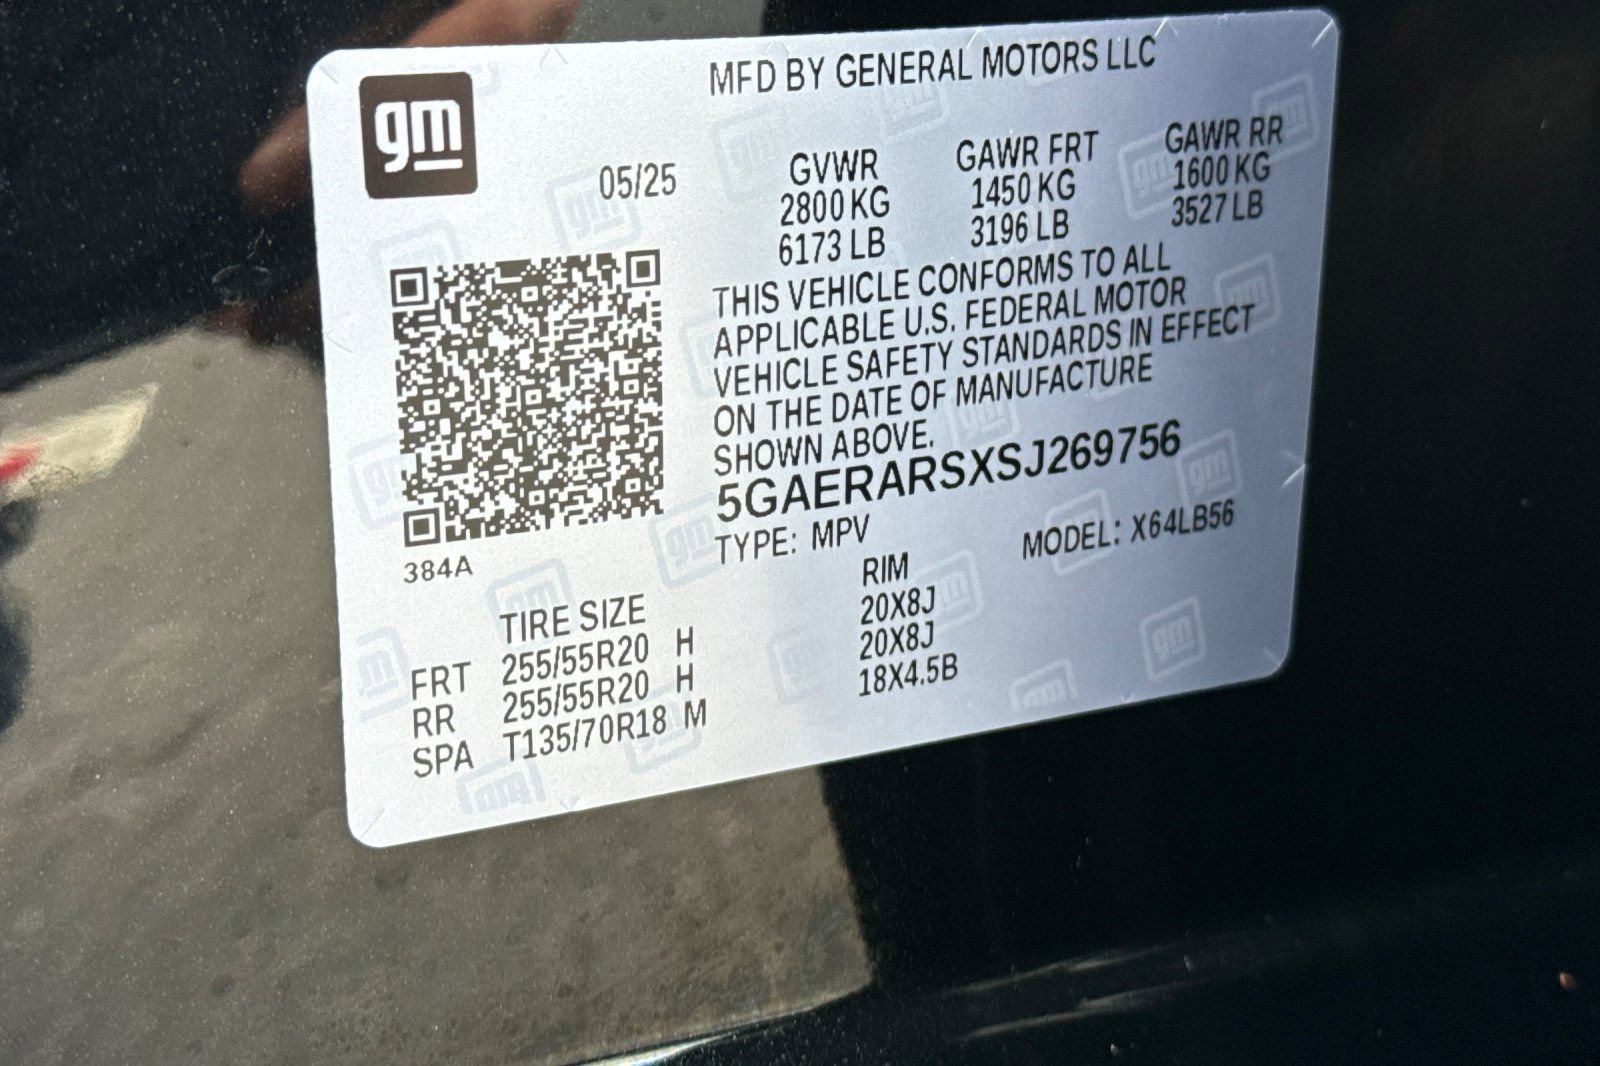 gm
MFD BY GENERAL MOTORS LLC
05/25
GVWR GAWR FRT GAWR RR
2800 KG 1450 KG 1600 KG
6173 LB 3196 LB 3527 LB
THIS VEHICLE CONFORMS TO ALL
APPLICABLE U.S. FEDERAL MOTOR
VEHICLE SAFETY STANDARDS IN EFFECT
ON THE DATE OF MANUFACTURE
SHOWN ABOVE.
5GAERARSXSJ269756
TYPE: MPV MODEL: X64LB56
384A
TIRE SIZE RIM
FRT 255/55R20 H 20X8J
RR 255/55R20 H 20X8J
SPA T135/70R18 M 18X4.5B